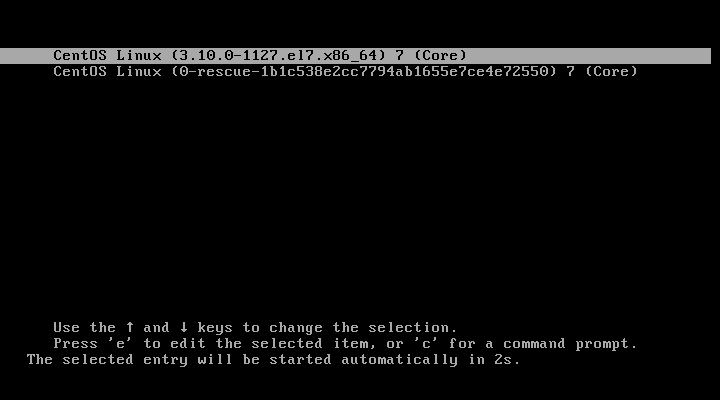 CentOS Linux (3.10.0-1127.el7.x86_64) 7 (Core)
CentOS Linux (0-rescue-1b1c538e2cc7794ab1655e7ce4e72550) 7 (Core)
Use the ↑ and ↓ keys to change the selection.
Press 'e' to edit the selected item, or 'c' for a command prompt.
The selected entry will be started automatically in 2s.